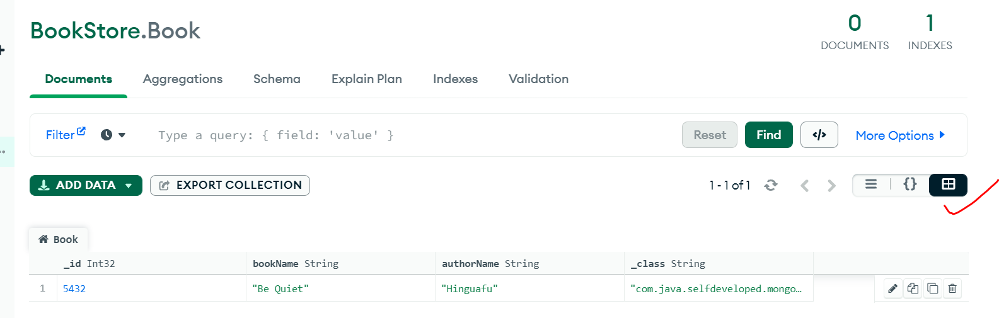 BookStore.Book
0 1
DOCUMENTS INDEXES
Documents Aggregations Schema Explain Plan Indexes Validation
Filter Type a query: { field: 'value' } Reset Find </> More Options
ADD DATA EXPORT COLLECTION 1 - 1 of 1 {}
Book
_id Int32 bookName String authorName String _class String
1 5432 "Be Quiet" "Hinguafu" "com.java.selfdeveloped.mongo…